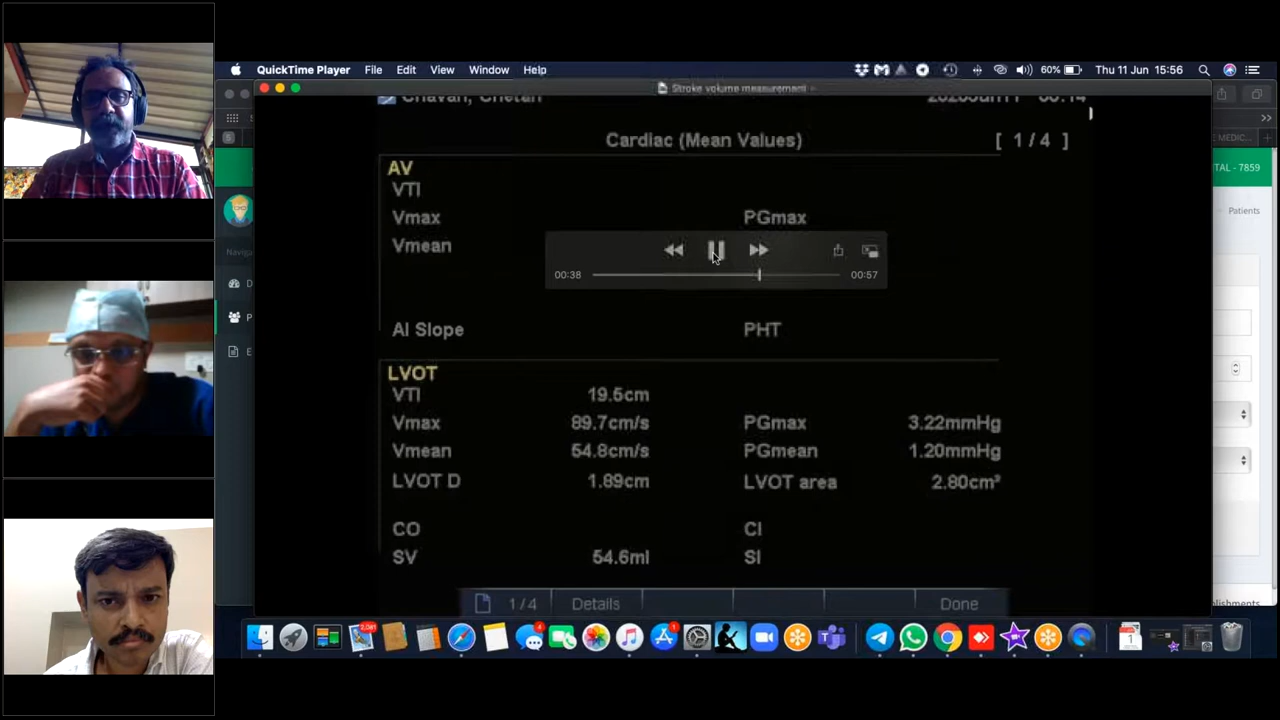 QuickTime Player File Edit View Window Help 60% Thu 11 Jun 15:56
Stroke volume measurement
Chavan, Chetan
Cardiac (Mean Values) [ 1/4 ]
AV
VTI
Vmax PGmax
Vmean
00:38 00:57
AI Slope PHT
LVOT
VTI 19.5cm
Vmax 89.7cm/s PGmax 3.22mmHg
Vmean 54.8cm/s PGmean 1.20mmHg
LVOT D 1.89cm LVOT area 2.80cm²
CO CI
SV 54.6ml SI
1/4 Details Done
TAL - 7859
Patients